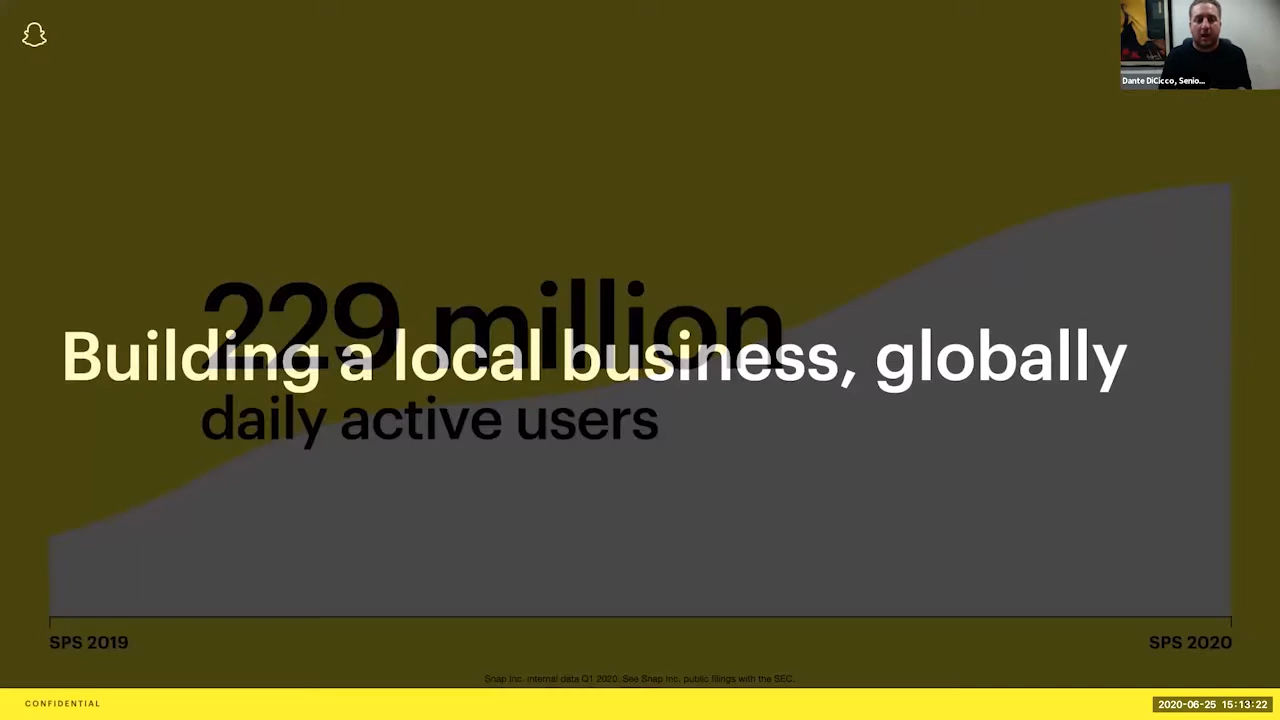 Dante DiCicco, Senio...
229 million
Building a local business, globally
daily active users
SPS 2019
SPS 2020
Snap Inc. internal data Q1 2020. See Snap Inc. public filings with the SEC.
CONFIDENTIAL
2020-06-25 15:13:22